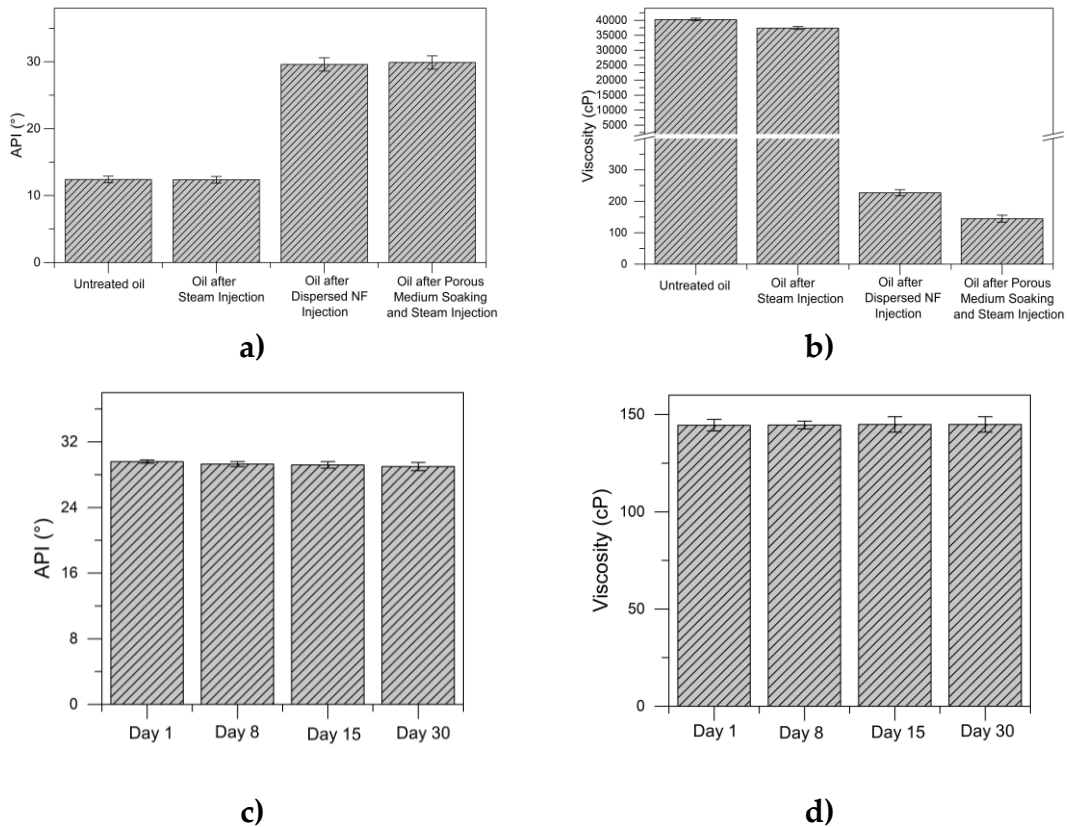 30
20
10
0
API (°)
Untreated oil
Oil after
Steam Injection
Oil after
Dispersed NF
Injection
Oil after Porous
Medium Soaking
and Steam Injection
a)
40000
35000
30000
25000
20000
15000
10000
5000
200
100
0
Viscosity (cP)
Untreated oil
Oil after
Steam Injection
Oil after
Dispersed NF
Injection
Oil after Porous
Medium Soaking
and Steam Injection
b)
32
24
16
8
0
API (°)
Day 1
Day 8
Day 15
Day 30
c)
150
100
50
0
Viscosity (cP)
Day 1
Day 8
Day 15
Day 30
d)